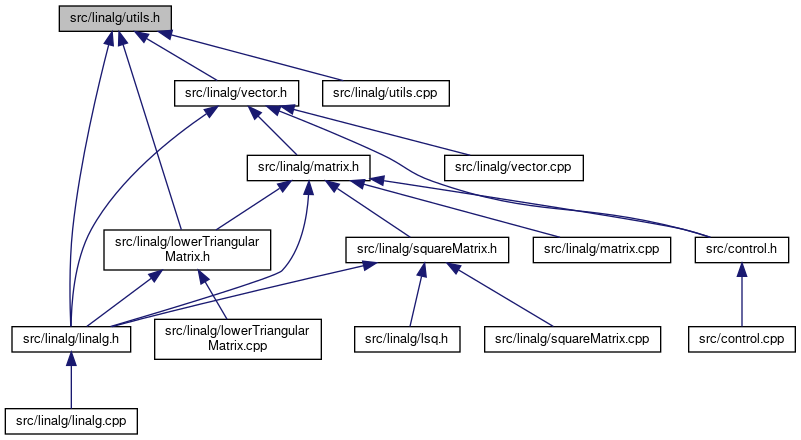 src/linalg/utils.h
src/linalg/vector.h
src/linalg/utils.cpp
src/linalg/matrix.h
src/linalg/vector.cpp
src/linalg/lowerTriangular
Matrix.h
src/linalg/squareMatrix.h
src/linalg/matrix.cpp
src/control.h
src/linalg/linalg.h
src/linalg/lowerTriangular
Matrix.cpp
src/linalg/lsq.h
src/linalg/squareMatrix.cpp
src/control.cpp
src/linalg/linalg.cpp